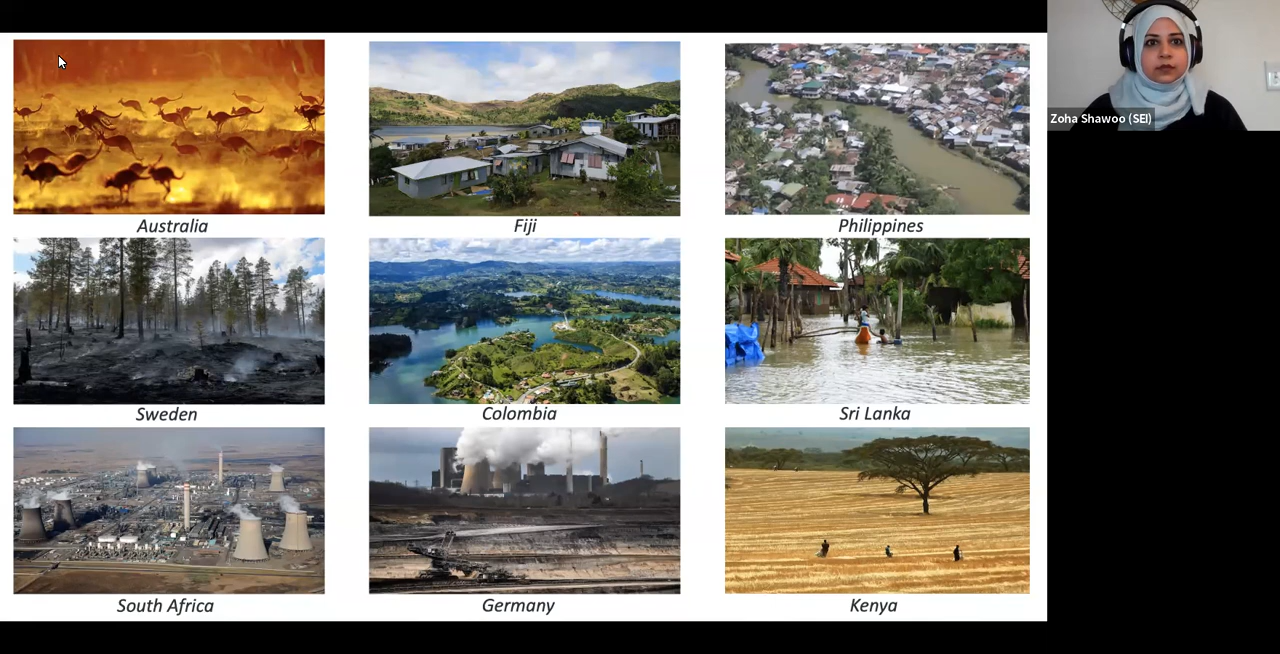 Zoha Shawoo (SEI)
Australia
Fiji
Philippines
Sweden
Colombia
Sri Lanka
South Africa
Germany
Kenya